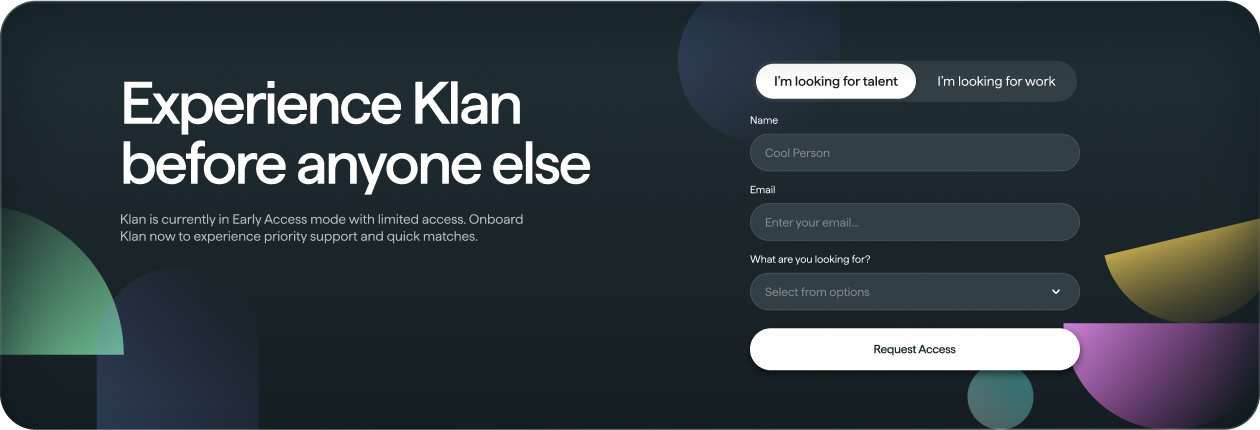 Experience Klan
before anyone else
Klan is currently in Early Access mode with limited access. Onboard
Klan now to experience priority support and quick matches.
I'm looking for talent
I'm looking for work
Name
Cool Person
Email
Enter your email...
What are you looking for?
Select from options
Request Access